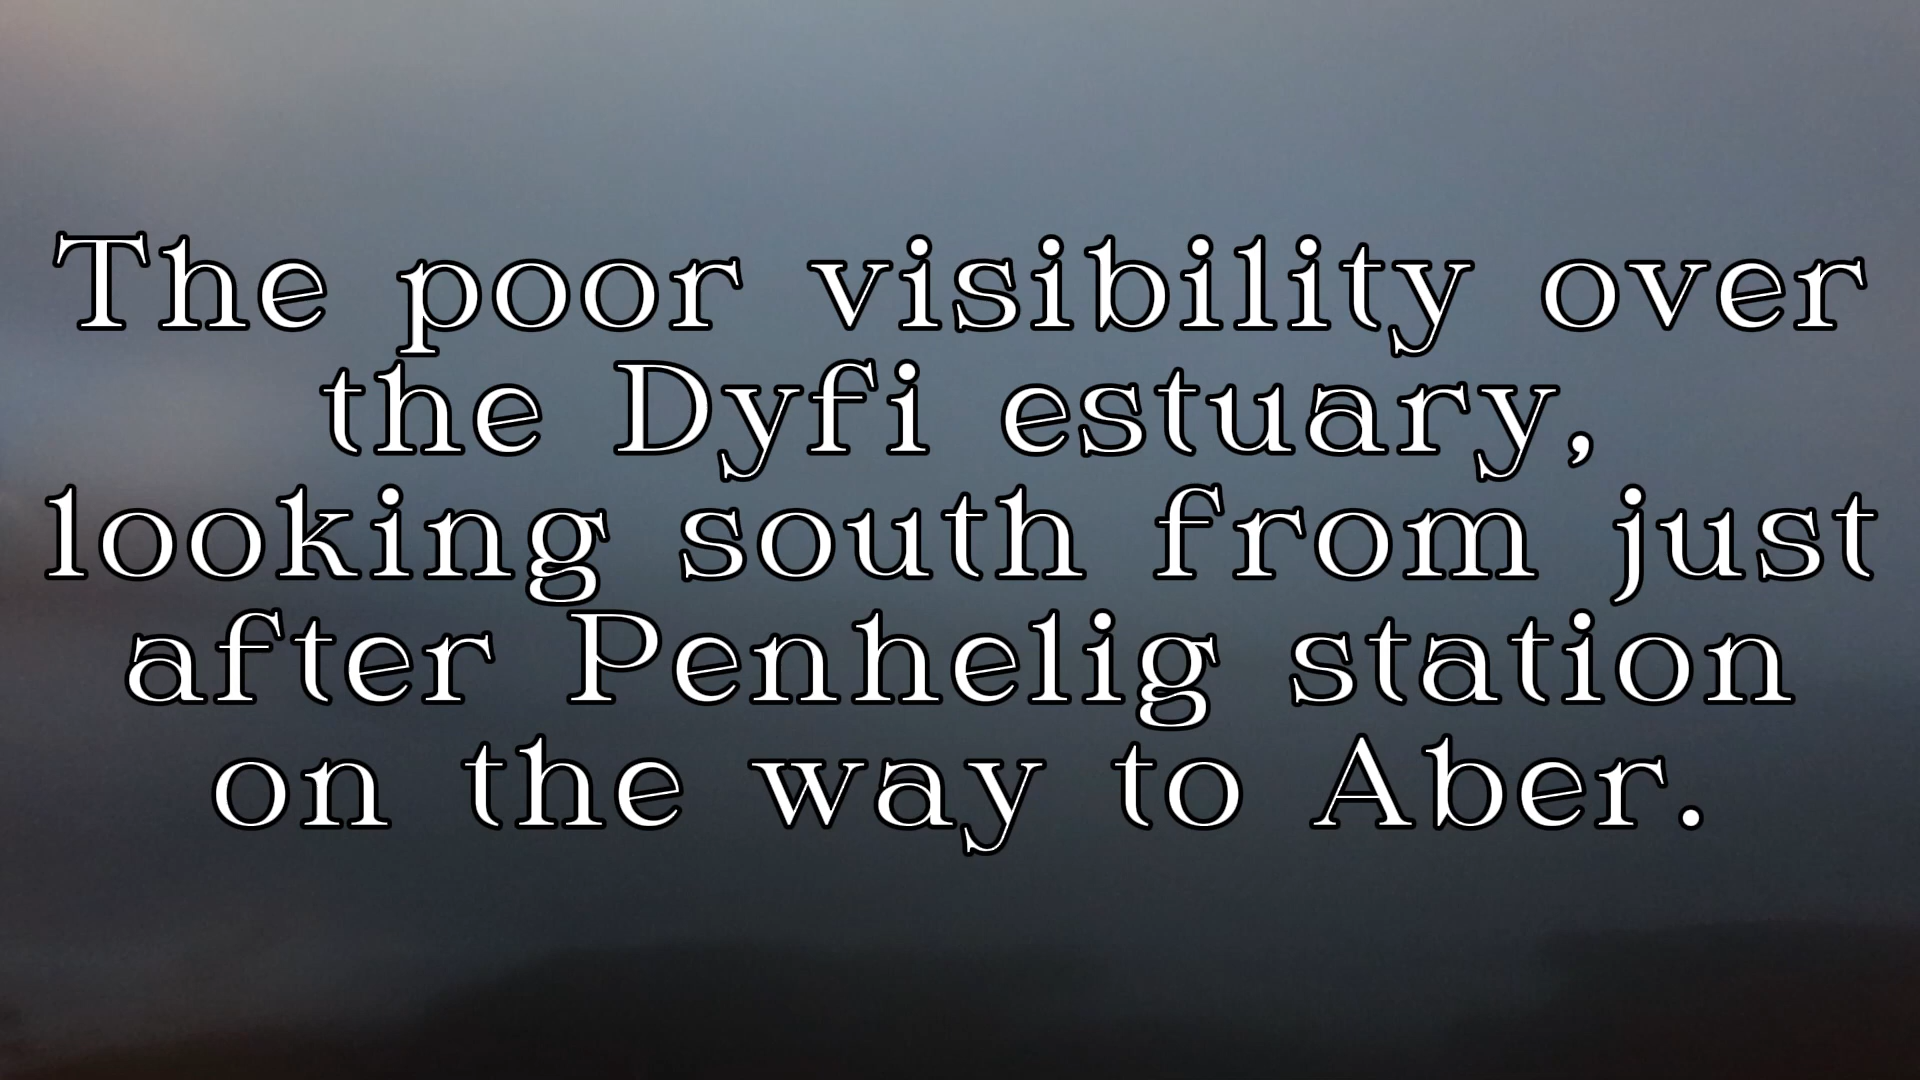 The poor visibility over
the Dyfi estuary,
looking south from just
after Penhelig station
on the way to Aber.